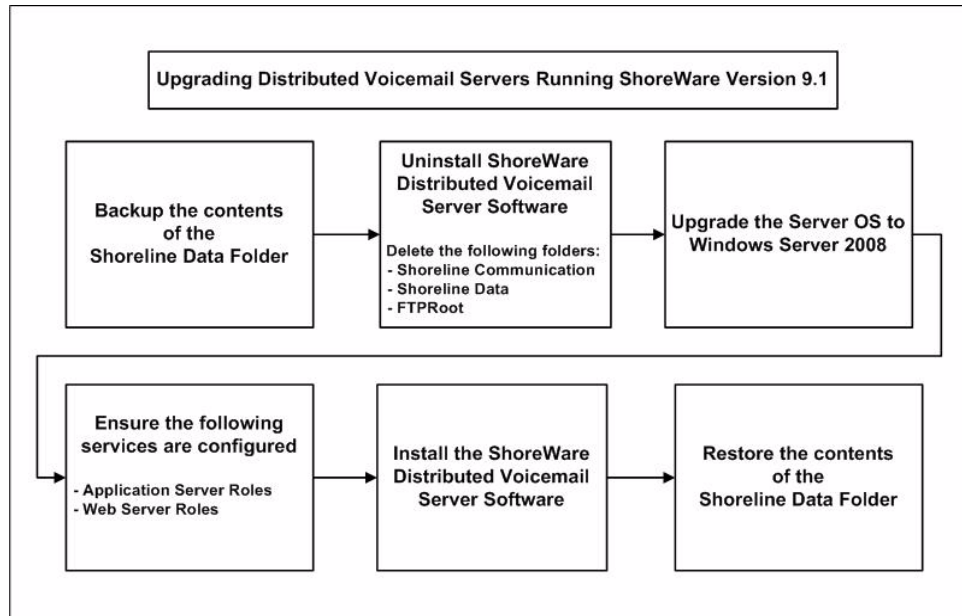 Upgrading Distributed Voicemail Servers Running ShoreWare Version 9.1
Backup the contents
of the
Shoreline Data Folder
Uninstall ShoreWare
Distributed Voicemail
Server Software
Delete the following folders:
- Shoreline Communication
- Shoreline Data
- FTPRoot
Upgrade the Server OS to
Windows Server 2008
Ensure the following
services are configured
- Application Server Roles
- Web Server Roles
Install the ShoreWare
Distributed Voicemail
Server Software
Restore the contents
of the
Shoreline Data Folder